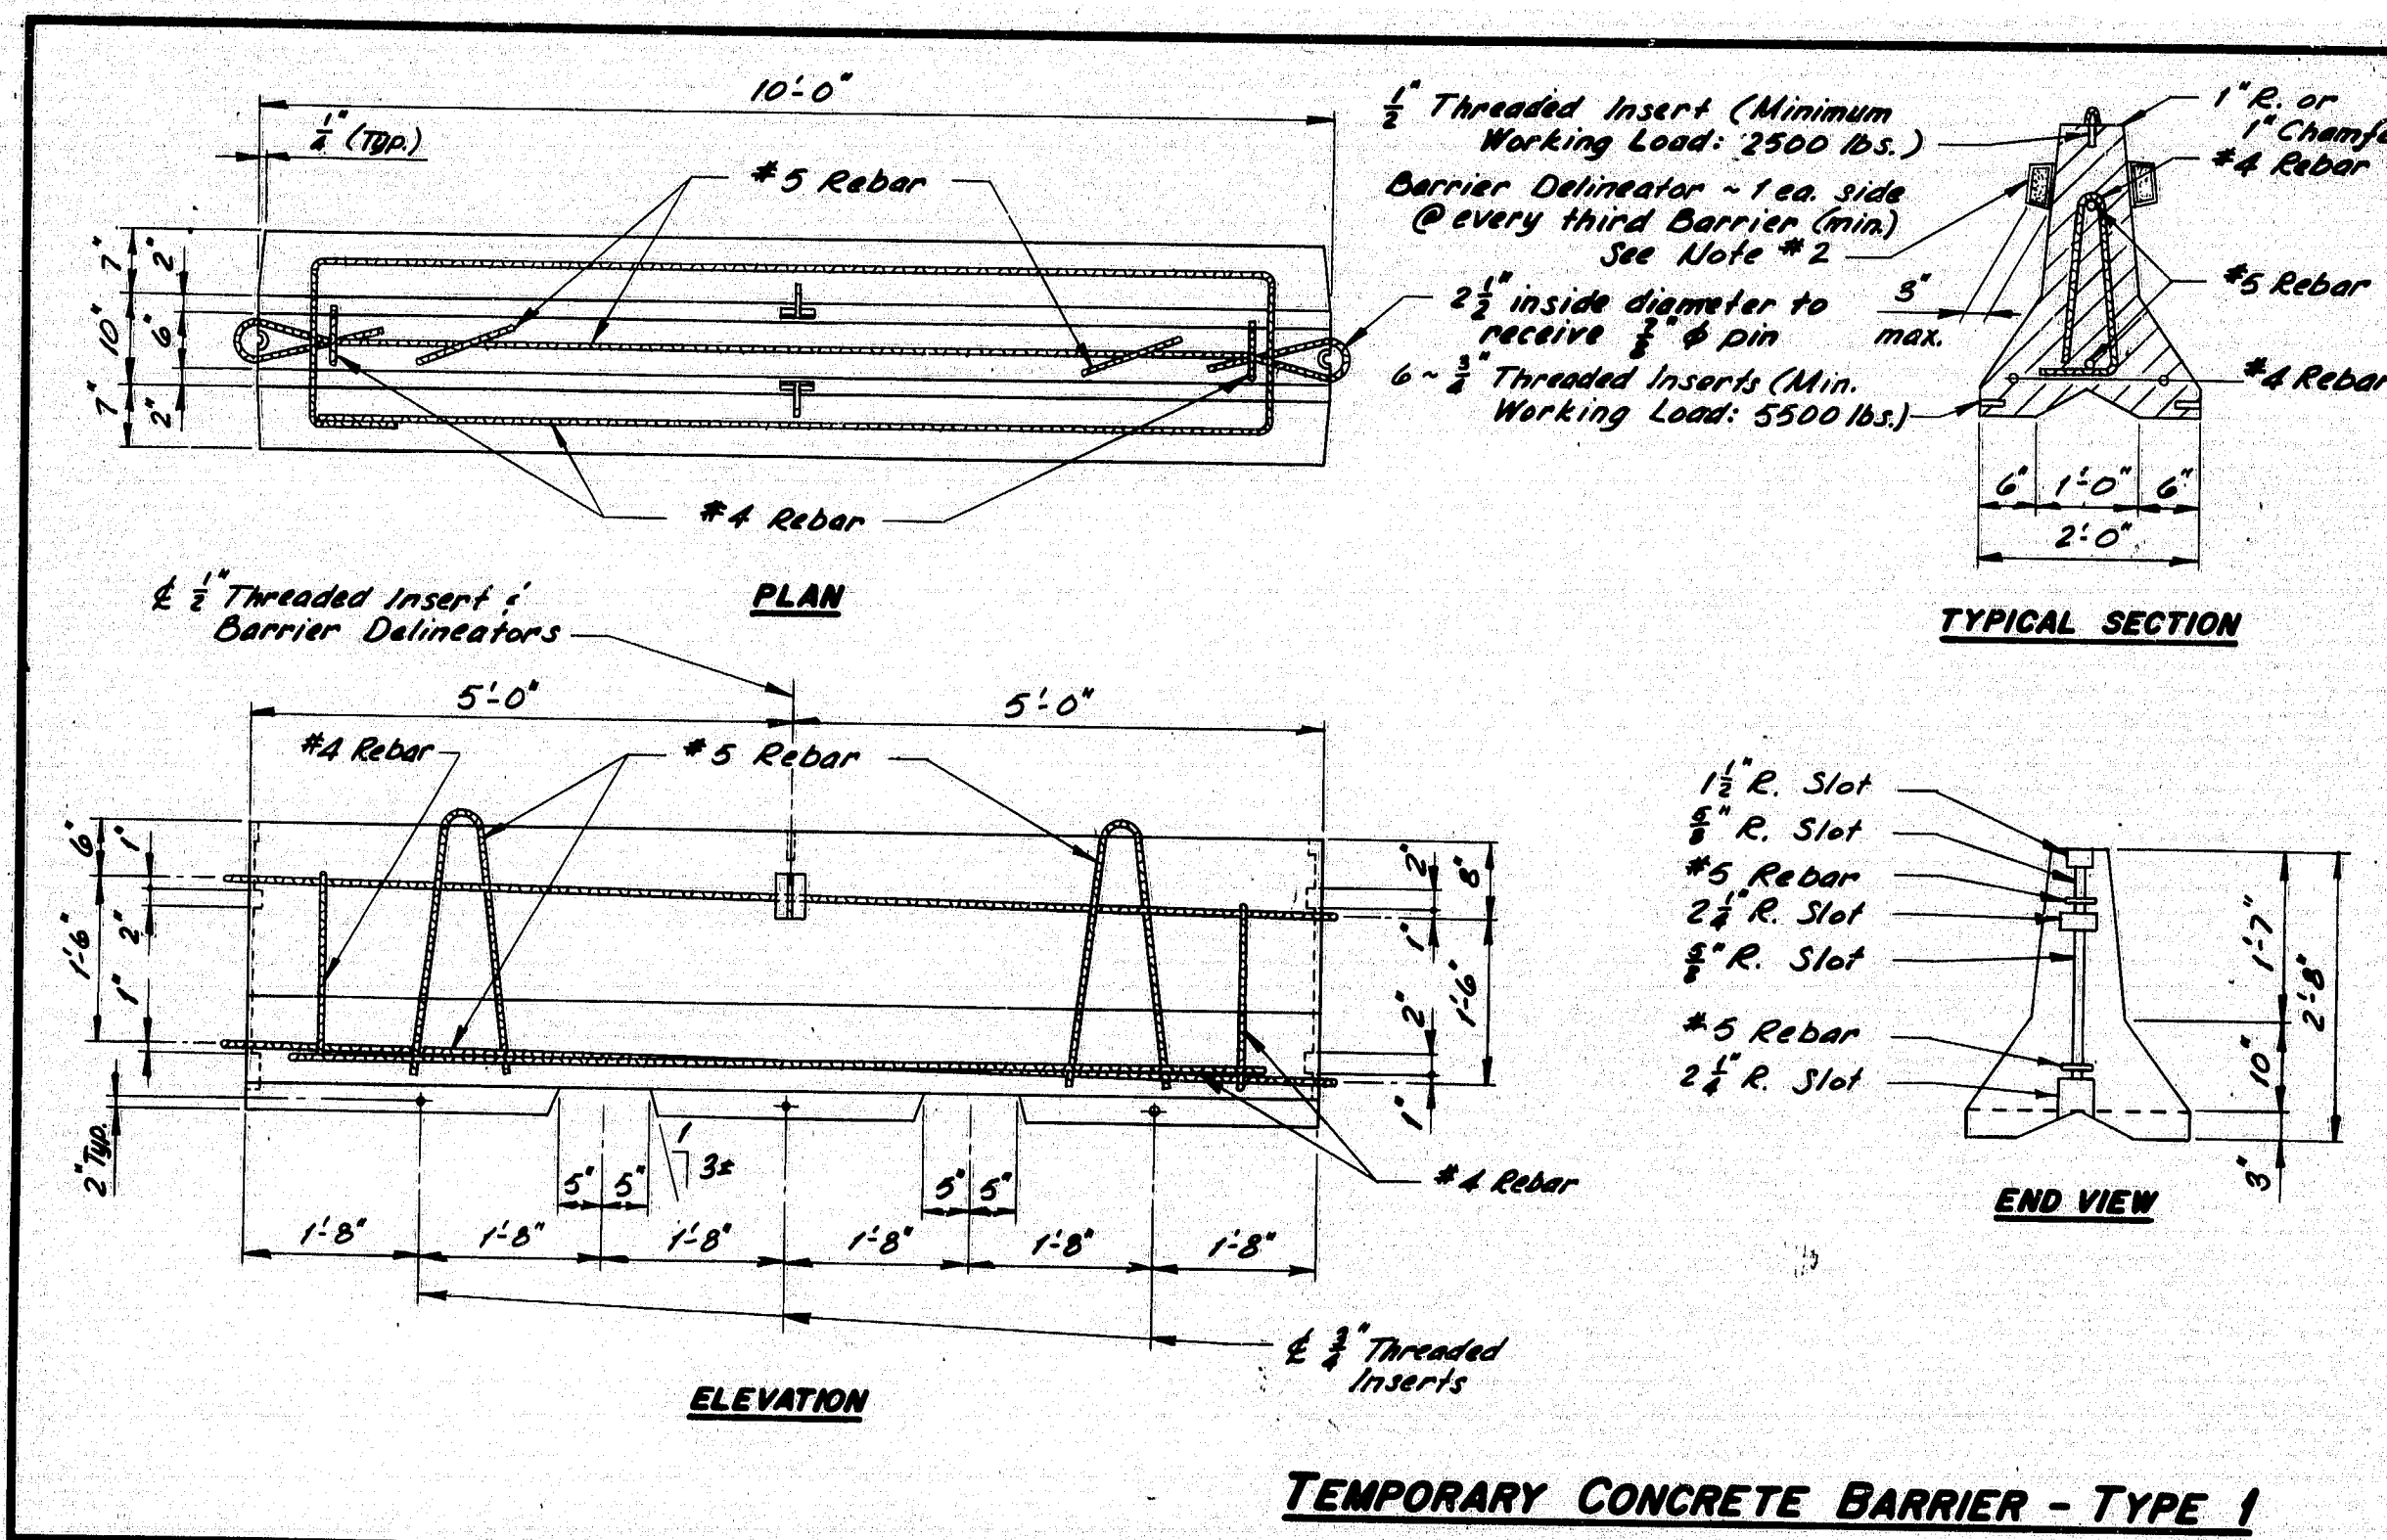 10'-0"
1/4" (Typ.)
#5 Rebar
7" 2"
10" 6"
7" 2"
#4 Rebar
PLAN
1/2" Threaded Insert (Minimum
Working Load: 2500 lbs.)
Barrier Delineator ~ 1 ea. side
@ every third Barrier (min.)
See Note #2
2 1/2" inside diameter to
receive 7/8" φ pin
6 ~ 3/4" Threaded Inserts (Min.
Working Load: 5500 lbs.)
1" R. or
1" Chamfe
#4 Rebar
#5 Rebar
3"
max.
#4 Rebar
6" 1'-0" 6"
2'-0"
TYPICAL SECTION
℄ 1/2" Threaded Insert &
Barrier Delineators
5'-0" 5'-0"
#4 Rebar
#5 Rebar
6" 1"
1'-6" 2"
1"
2" Typ.
2" 8"
1"
1'-6"
2"
1"
1
3±
5" 5"
5" 5"
#4 Rebar
1'-8" 1'-8" 1'-8" 1'-8" 1'-8" 1'-8"
℄ 3/4" Threaded
Inserts
ELEVATION
1 1/2" R. Slot
5/8" R. Slot
#5 Rebar
2 1/4" R. Slot
5/8" R. Slot
#5 Rebar
2 1/4" R. Slot
1'-7"
2'-8"
10"
3"
END VIEW
TEMPORARY CONCRETE BARRIER - TYPE 1